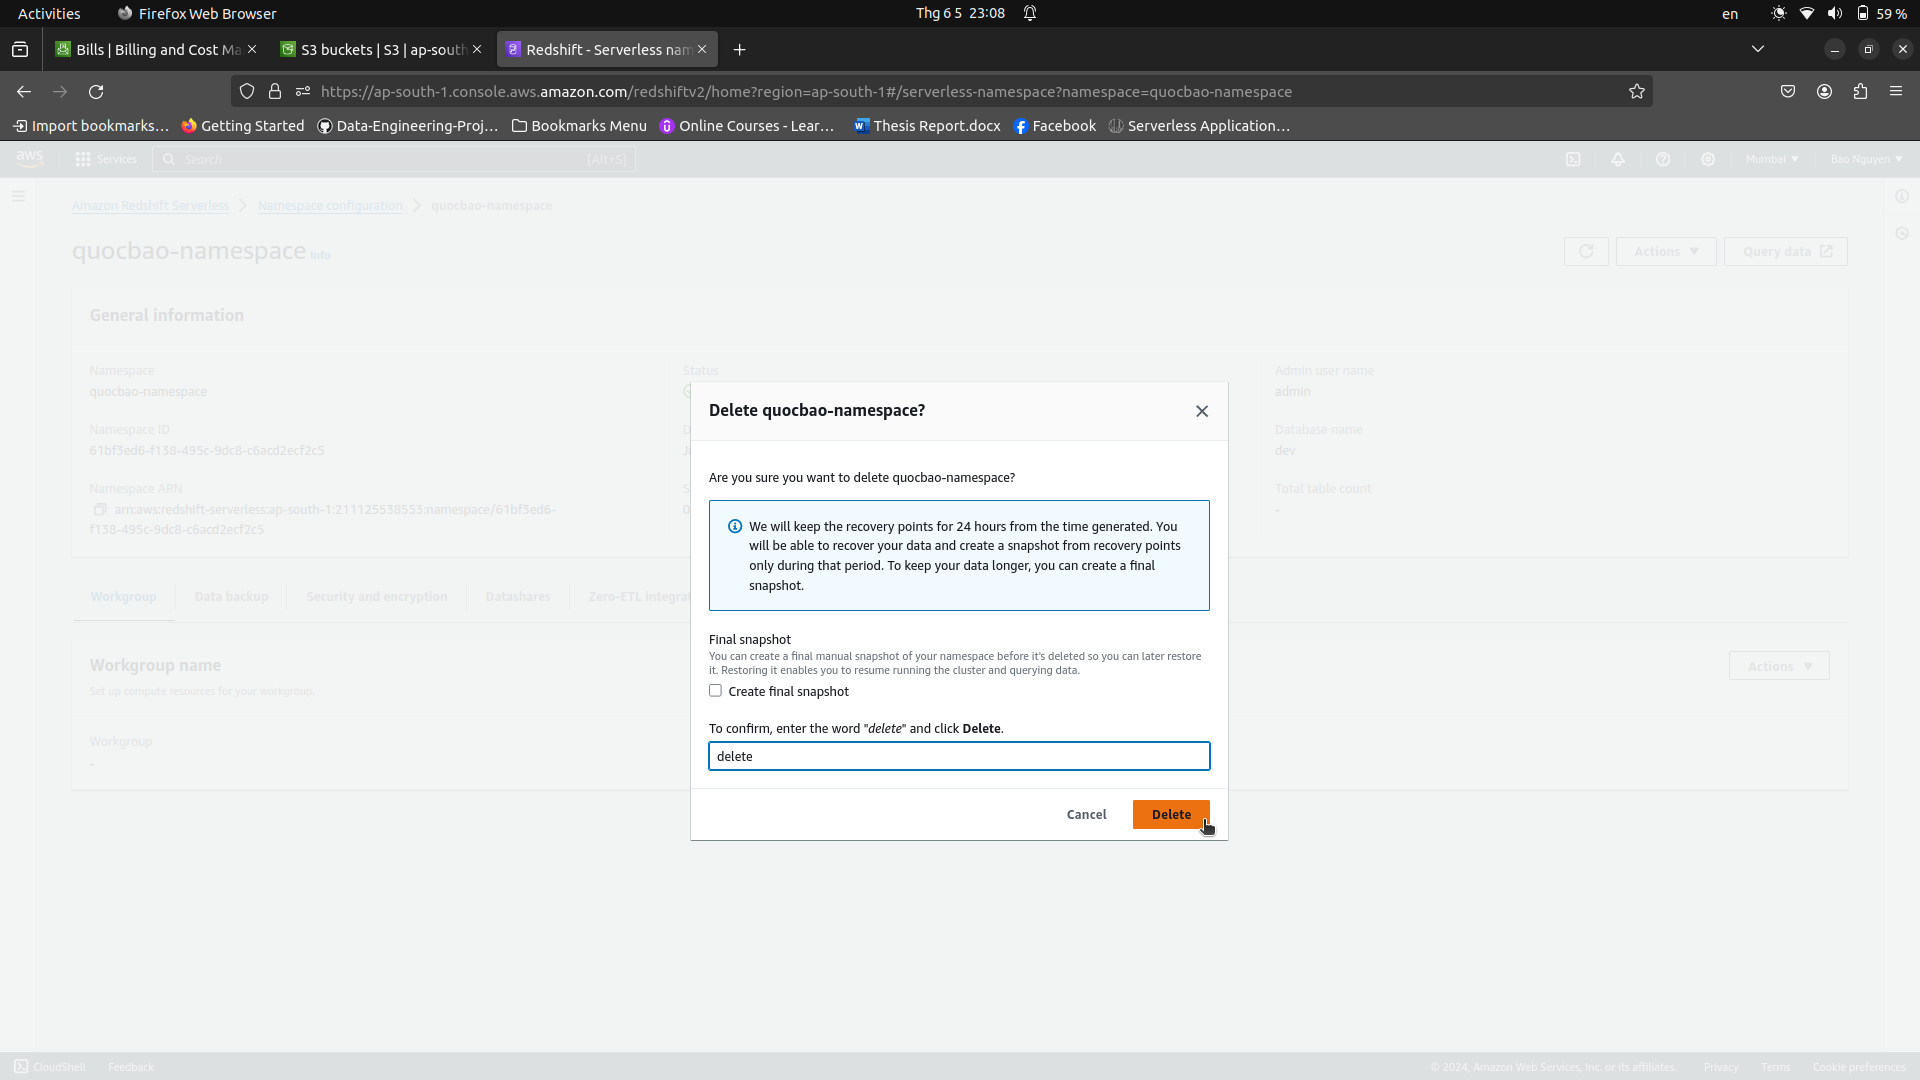 Activities
Firefox Web Browser
Thg 6 5 23:08
en
59 %
Bills | Billing and Cost Ma
S3 buckets | S3 | ap-south
Redshift - Serverless nam
https://ap-south-1.console.aws.amazon.com/redshiftv2/home?region=ap-south-1#/serverless-namespace?namespace=quocbao-namespace
Import bookmarks...
Getting Started
Data-Engineering-Proj...
Bookmarks Menu
Online Courses - Lear...
Thesis Report.docx
Facebook
Serverless Application...
aws
Services
Search
[Alt+S]
Mumbai
Bao Nguyen
Amazon Redshift Serverless
Namespace configuration
quocbao-namespace
quocbao-namespace Info
Actions
Query data
General information
Namespace
quocbao-namespace
Status
Admin user name
admin
Namespace ID
61bf3ed6-f138-495c-9dc8-c6acd2ecf2c5
Database name
dev
Namespace ARN
arn:aws:redshift-serverless:ap-south-1:211125538553:namespace/61bf3ed6-
f138-495c-9dc8-c6acd2ecf2c5
Total table count
-
Workgroup
Data backup
Security and encryption
Datashares
Zero-ETL integrat
Workgroup name
Set up compute resources for your workgroup.
Actions
Workgroup
-
Delete quocbao-namespace?
Are you sure you want to delete quocbao-namespace?
We will keep the recovery points for 24 hours from the time generated. You
will be able to recover your data and create a snapshot from recovery points
only during that period. To keep your data longer, you can create a final
snapshot.
Final snapshot
You can create a final manual snapshot of your namespace before it's deleted so you can later restore
it. Restoring it enables you to resume running the cluster and querying data.
Create final snapshot
To confirm, enter the word "delete" and click Delete.
delete
Cancel
Delete
CloudShell
Feedback
© 2024, Amazon Web Services, Inc. or its affiliates.
Privacy
Terms
Cookie preferences